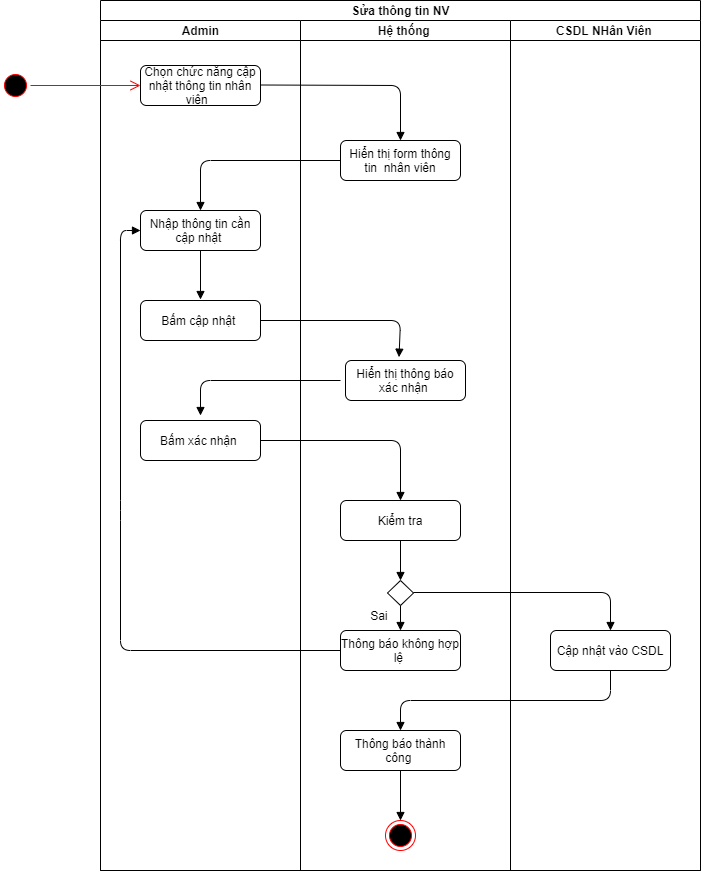 Sửa thông tin NV
Admin
Hệ thống
CSDL NHân Viên
Chọn chức năng cập
nhật thông tin nhân
viên
Hiển thị form thông
tin nhân viên
Nhập thông tin cần
cập nhật
Bấm cập nhật
Hiển thị thông báo
xác nhận
Bấm xác nhận
Kiểm tra
Sai
Thông báo không hợp
lệ
Cập nhật vào CSDL
Thông báo thành
công